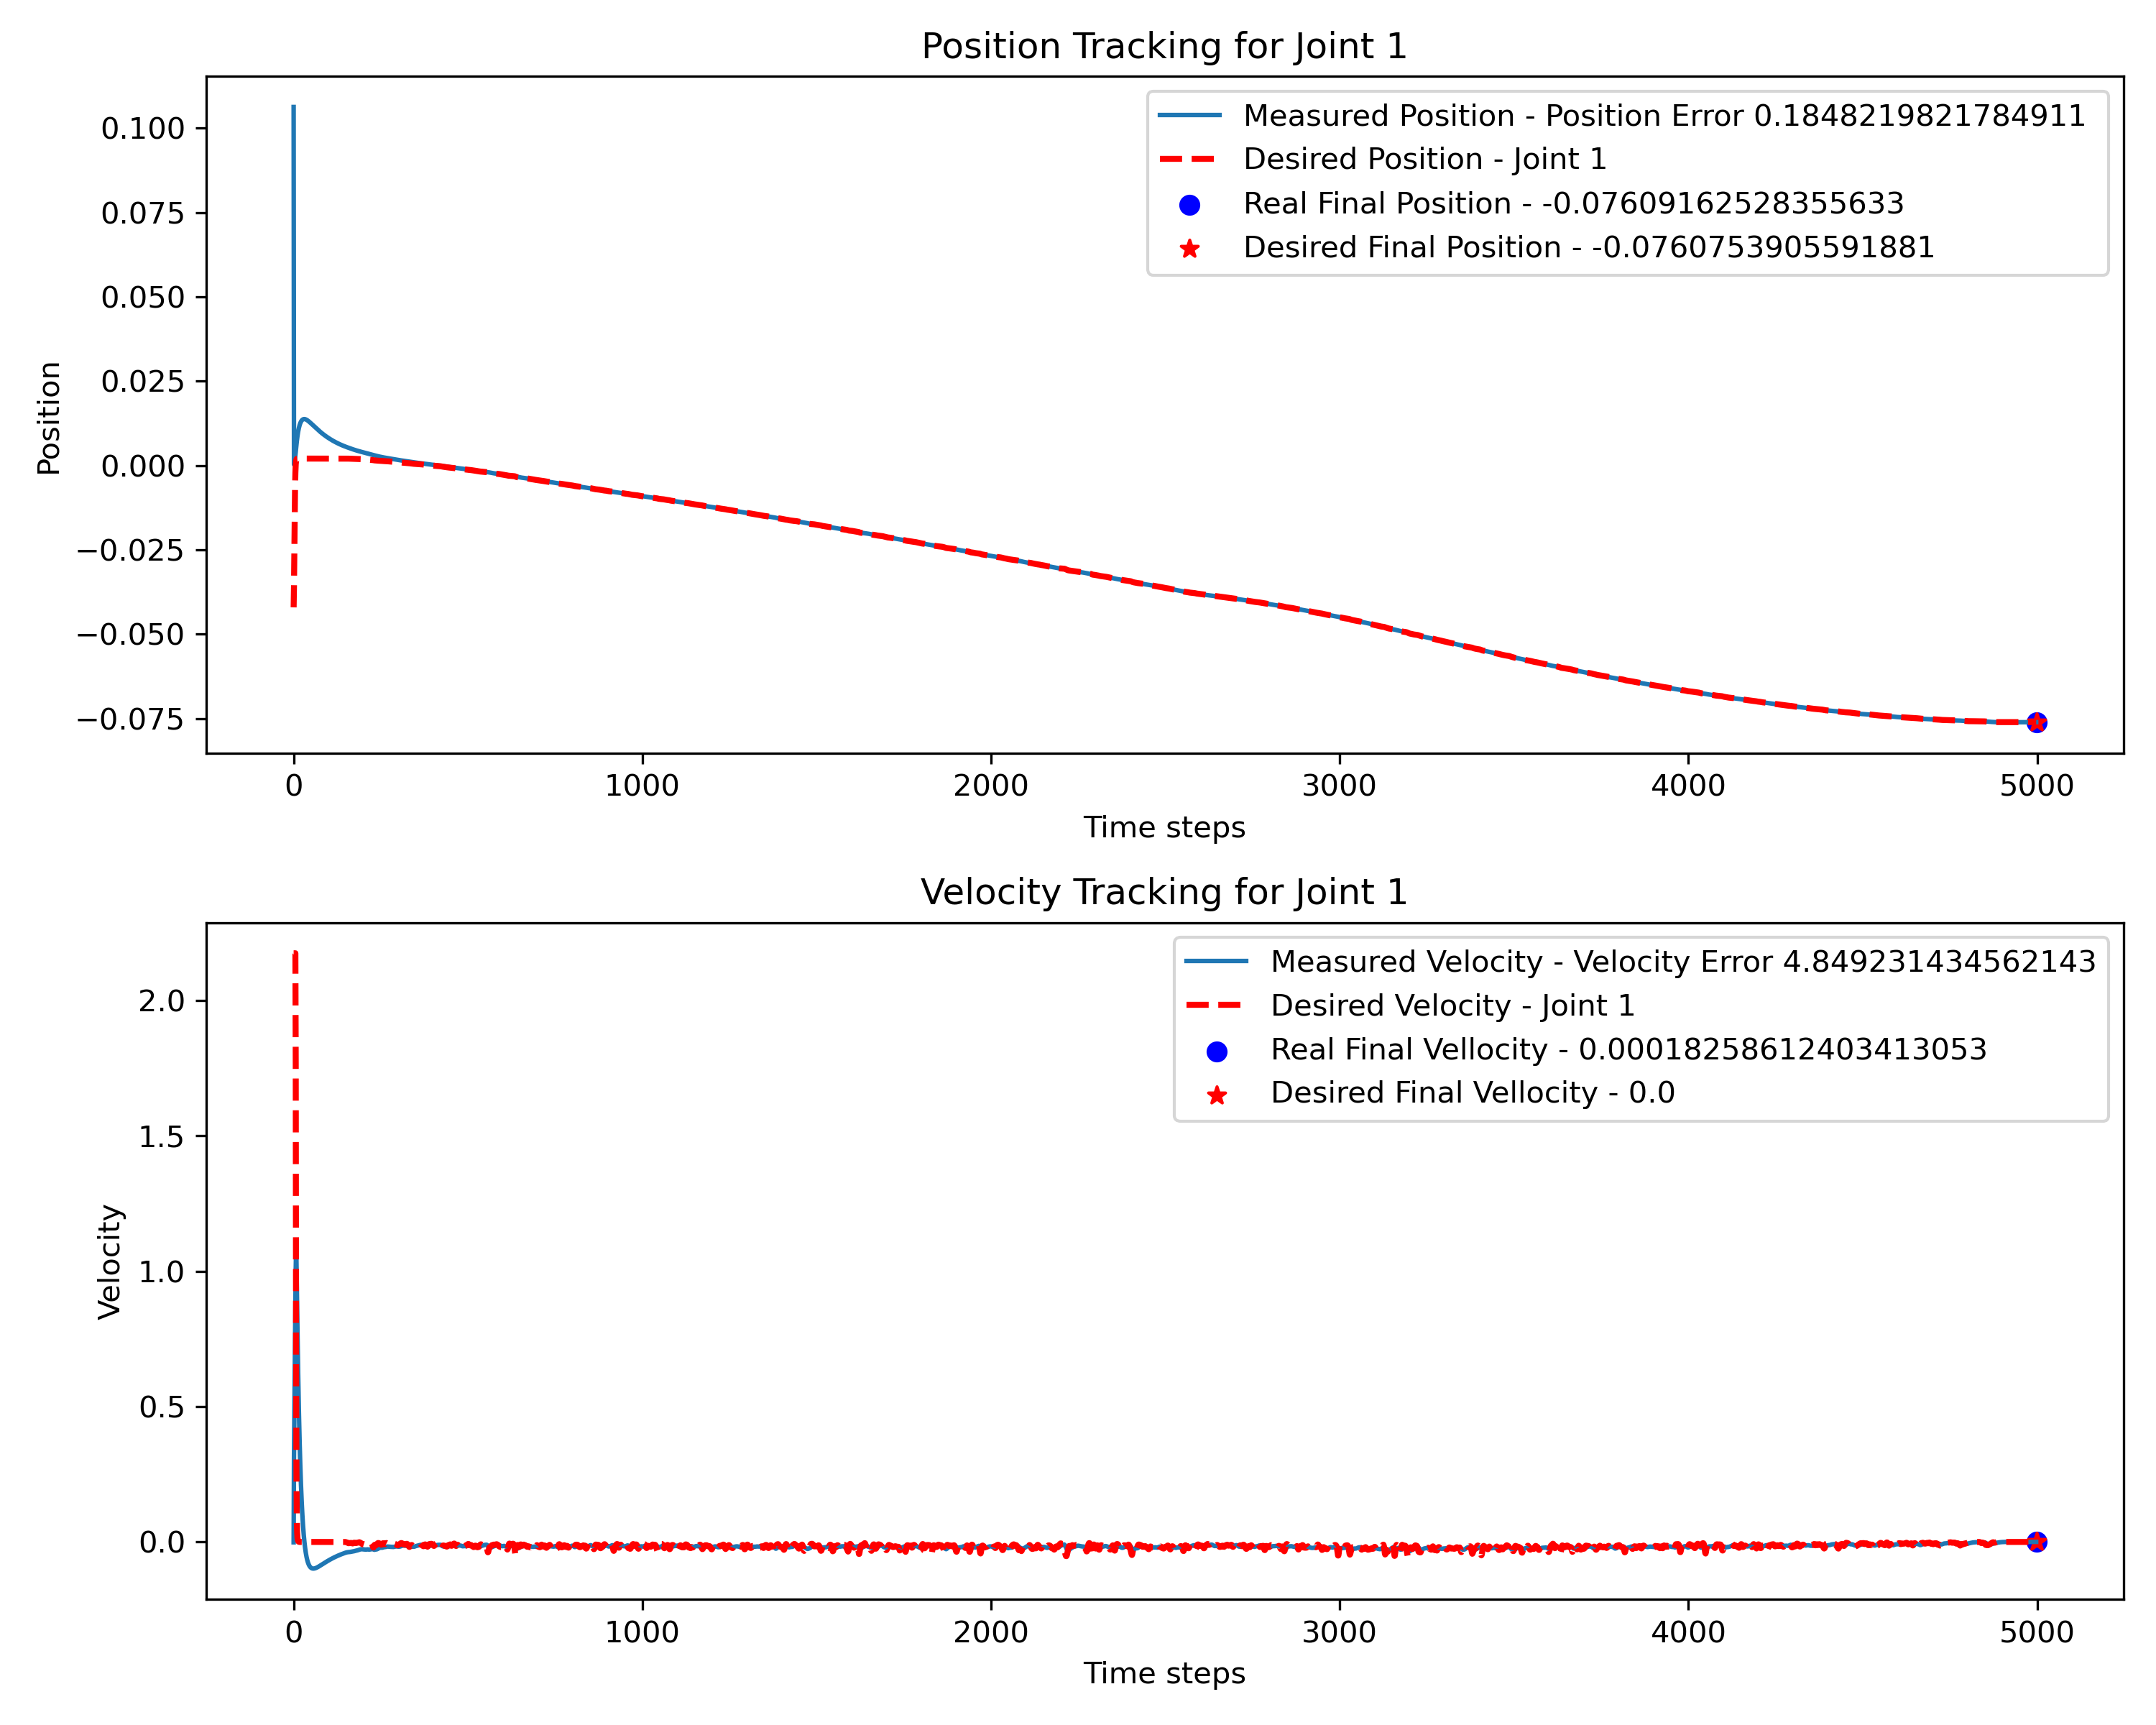 Position Tracking for Joint 1
Measured Position - Position Error 0.1848219821784911
Desired Position - Joint 1
Real Final Position - -0.07609162528355633
Desired Final Position - -0.0760753905591881
Position
0.100
0.075
0.050
0.025
0.000
−0.025
−0.050
−0.075
0 1000 2000 3000 4000 5000
Time steps
Velocity Tracking for Joint 1
Measured Velocity - Velocity Error 4.849231434562143
Desired Velocity - Joint 1
Real Final Vellocity - 0.00018258612403413053
Desired Final Vellocity - 0.0
Velocity
2.0
1.5
1.0
0.5
0.0
0 1000 2000 3000 4000 5000
Time steps